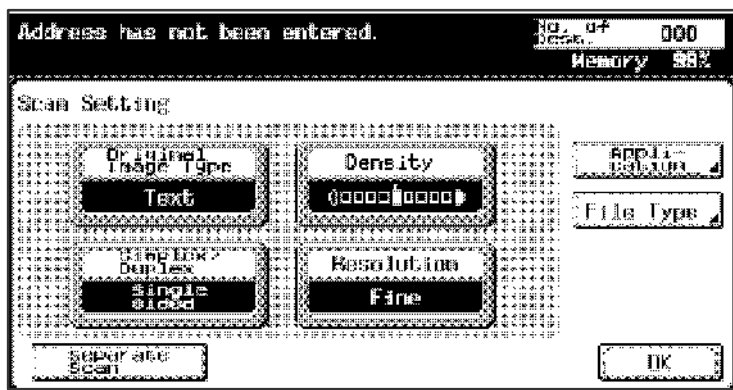 Address has not been entered.
No. of
Dest.
000
Memory 98%
Scan Setting
Original
Image Type
Text
Density
Appli-
cation
File Type
Simplex/
Duplex
Single
Sided
Resolution
Fine
Separate
Scan
OK